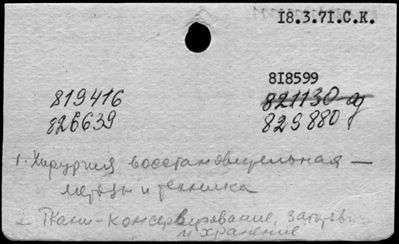 18.3.71.С.К.
818599
819416 821130 д
826639 829880 д
1. Хирургия восстановительная —
методы и техника
2. Ткани - консервирование, заготовка
и хранение